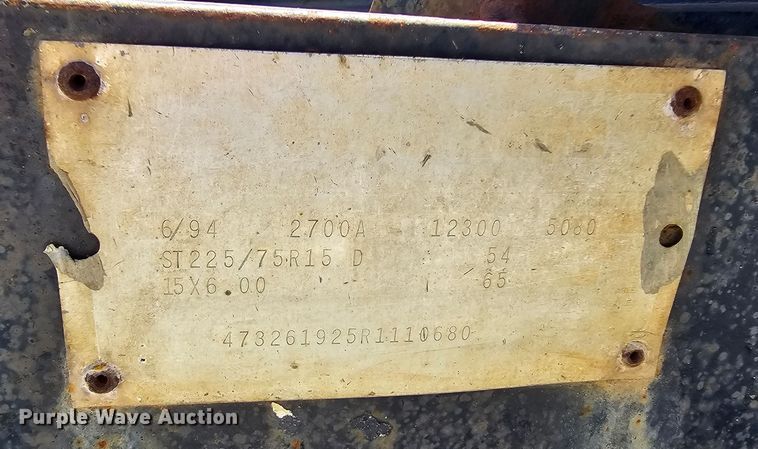 6/94 2700A 12300 5080
ST225/75R15 D 54
15X6.00 65
473261925R1110680
Purple Wave Auction